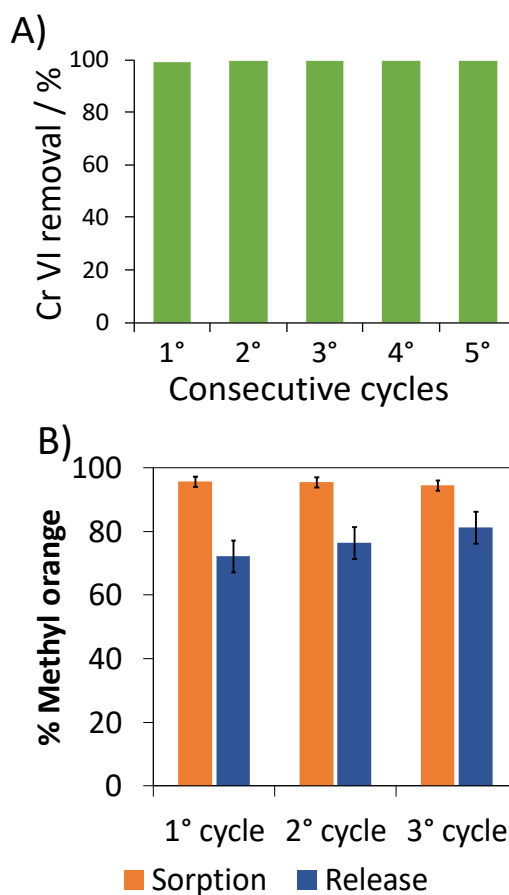 A)
Cr VI removal / %
100
80
60
40
20
0
1° 2° 3° 4° 5°
Consecutive cycles
B)
% Methyl orange
100
80
60
40
20
0
1° cycle 2° cycle 3° cycle
Sorption Release